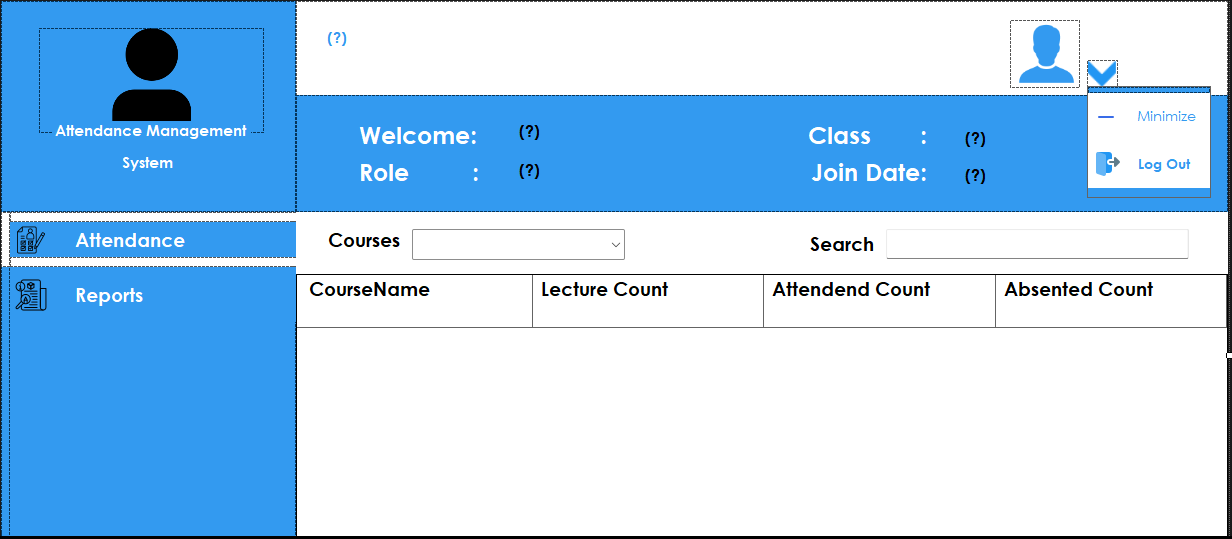 Attendance Management
System
(?)
Minimize
Log Out
Welcome: (?)
Role : (?)
Class : (?)
Join Date: (?)
Attendance
Reports
Courses
Search
CourseName Lecture Count Attendend Count Absented Count